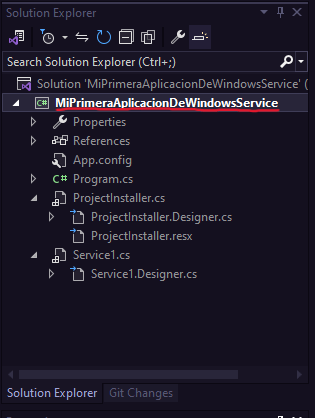 Solution Explorer
Search Solution Explorer (Ctrl+;)
Solution 'MiPrimeraAplicacionDeWindowsService' (
C# MiPrimeraAplicacionDeWindowsService
Properties
References
App.config
C# Program.cs
ProjectInstaller.cs
ProjectInstaller.Designer.cs
ProjectInstaller.resx
Service1.cs
Service1.Designer.cs
Solution Explorer Git Changes